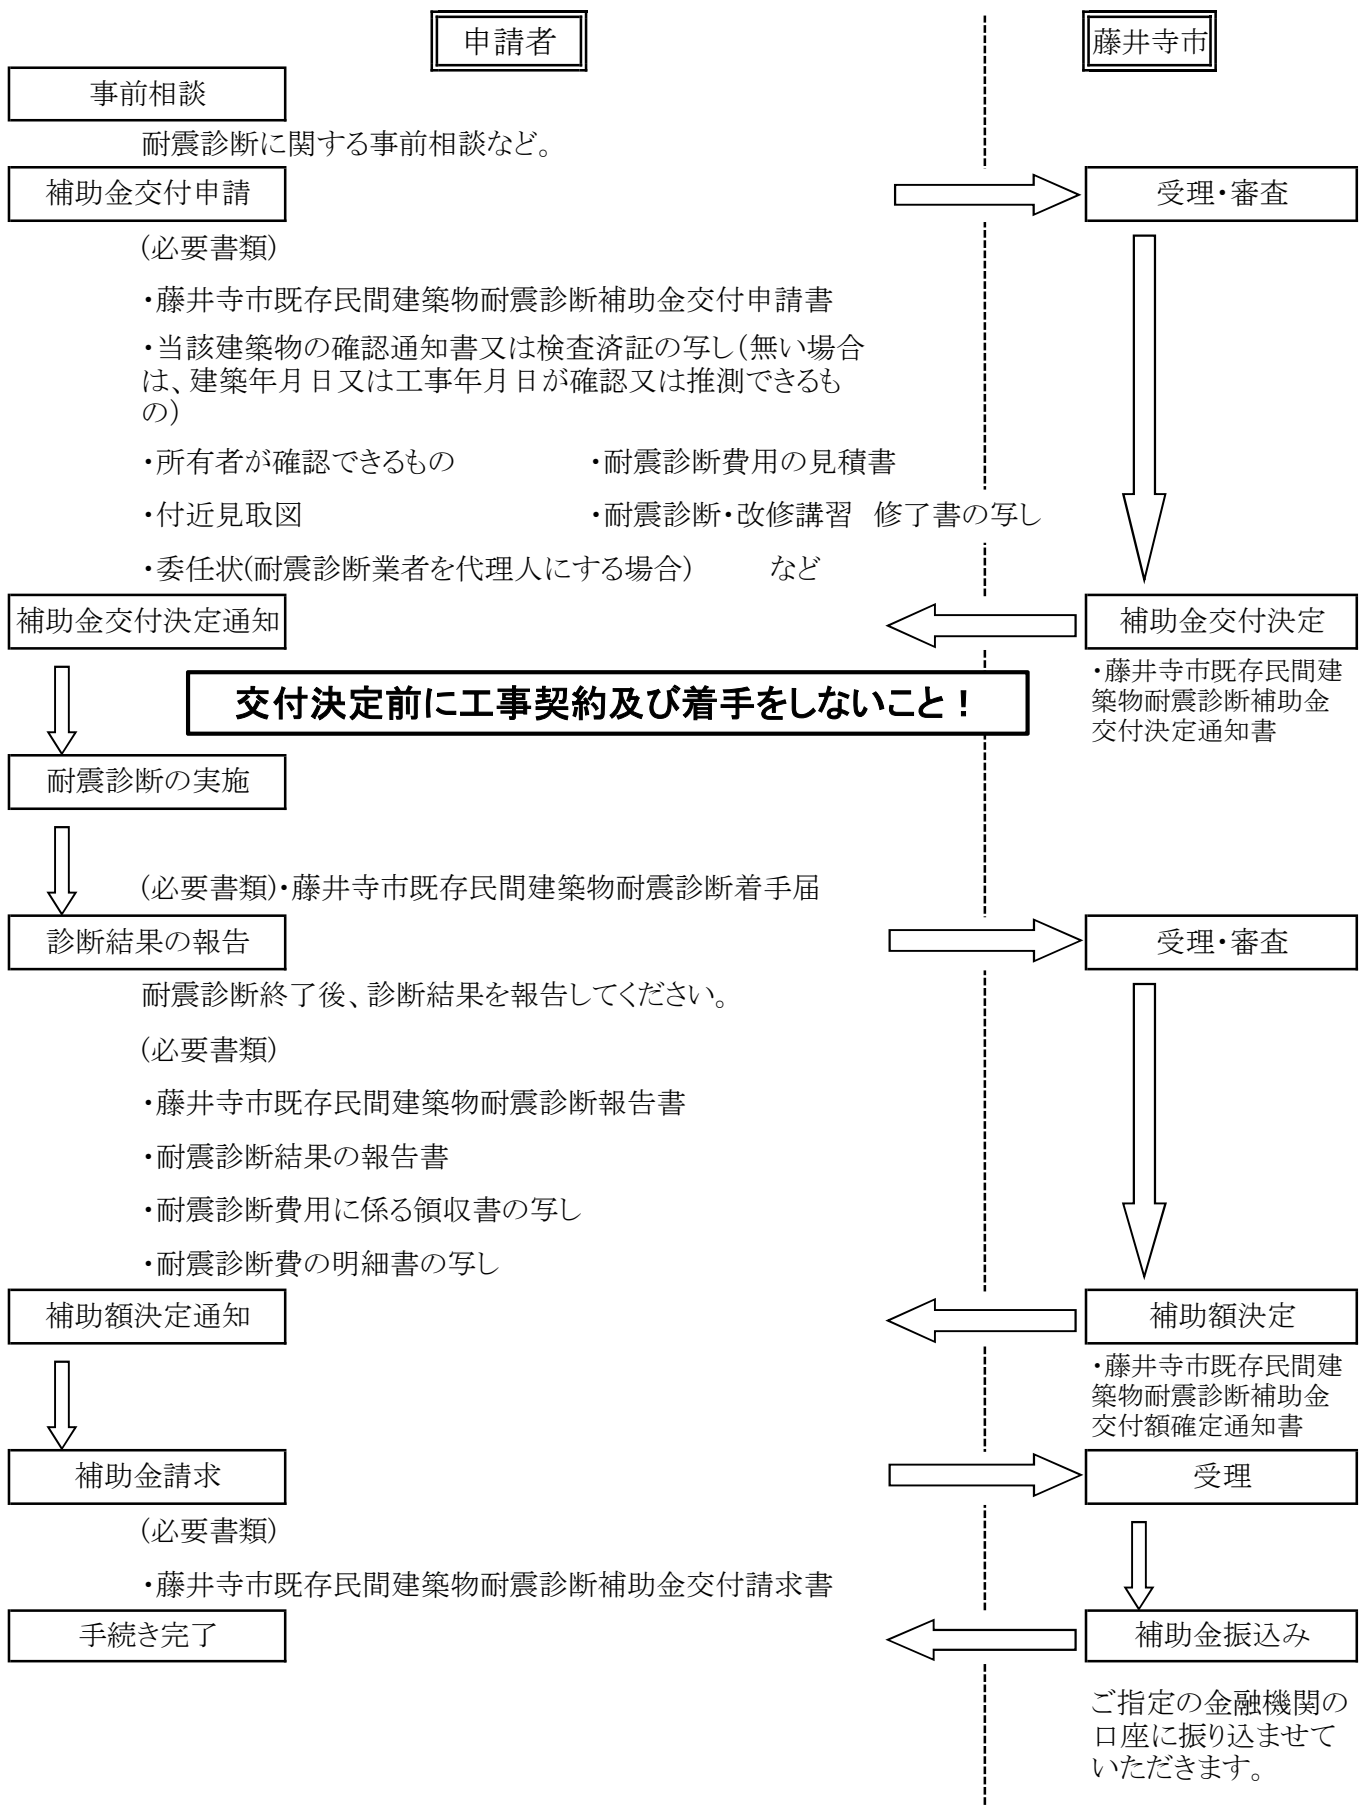 申請者
藤井寺市
事前相談
耐震診断に関する事前相談など。
補助金交付申請
受理・審査
(必要書類)
・藤井寺市既存民間建築物耐震診断補助金交付申請書
・当該建築物の確認通知書又は検査済証の写し(無い場合
は、建築年月日又は工事年月日が確認又は推測できるも
の)
・所有者が確認できるもの ・耐震診断費用の見積書
・付近見取図 ・耐震診断・改修講習 修了書の写し
・委任状(耐震診断業者を代理人にする場合) など
補助金交付決定通知
補助金交付決定
・藤井寺市既存民間建
築物耐震診断補助金
交付決定通知書
交付決定前に工事契約及び着手をしないこと！
耐震診断の実施
(必要書類)・藤井寺市既存民間建築物耐震診断着手届
診断結果の報告
受理・審査
耐震診断終了後、診断結果を報告してください。
(必要書類)
・藤井寺市既存民間建築物耐震診断報告書
・耐震診断結果の報告書
・耐震診断費用に係る領収書の写し
・耐震診断費の明細書の写し
補助額決定通知
補助額決定
・藤井寺市既存民間建
築物耐震診断補助金
交付額確定通知書
補助金請求
受理
(必要書類)
・藤井寺市既存民間建築物耐震診断補助金交付請求書
手続き完了
補助金振込み
ご指定の金融機関の
口座に振り込ませて
いただきます。